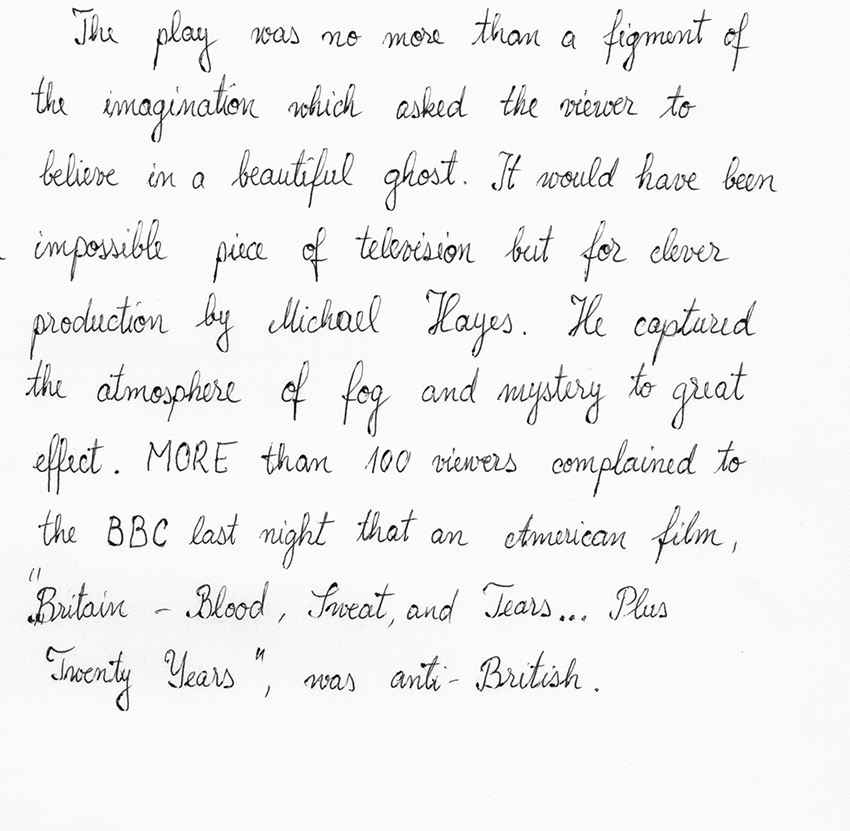 The play was no more than a figment of
the imagination which asked the viewer to
believe in a beautiful ghost. It would have been
impossible piece of television but for clever
production by Michael Hayes. He captured
the atmosphere of fog and mystery to great
effect. MORE than 100 viewers complained to
the BBC last night that an American film,
"Britain - Blood, Sweat, and Tears... Plus
Twenty Years", was anti-British.